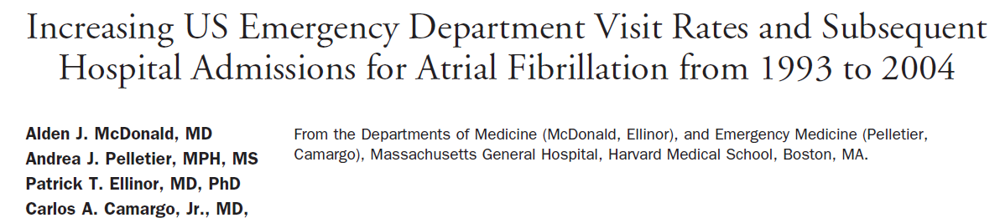 Increasing US Emergency Department Visit Rates and Subsequent
Hospital Admissions for Atrial Fibrillation from 1993 to 2004
Alden J. McDonald, MD
Andrea J. Pelletier, MPH, MS
Patrick T. Ellinor, MD, PhD
Carlos A. Camargo, Jr., MD,
From the Departments of Medicine (McDonald, Ellinor), and Emergency Medicine (Pelletier,
Camargo), Massachusetts General Hospital, Harvard Medical School, Boston, MA.